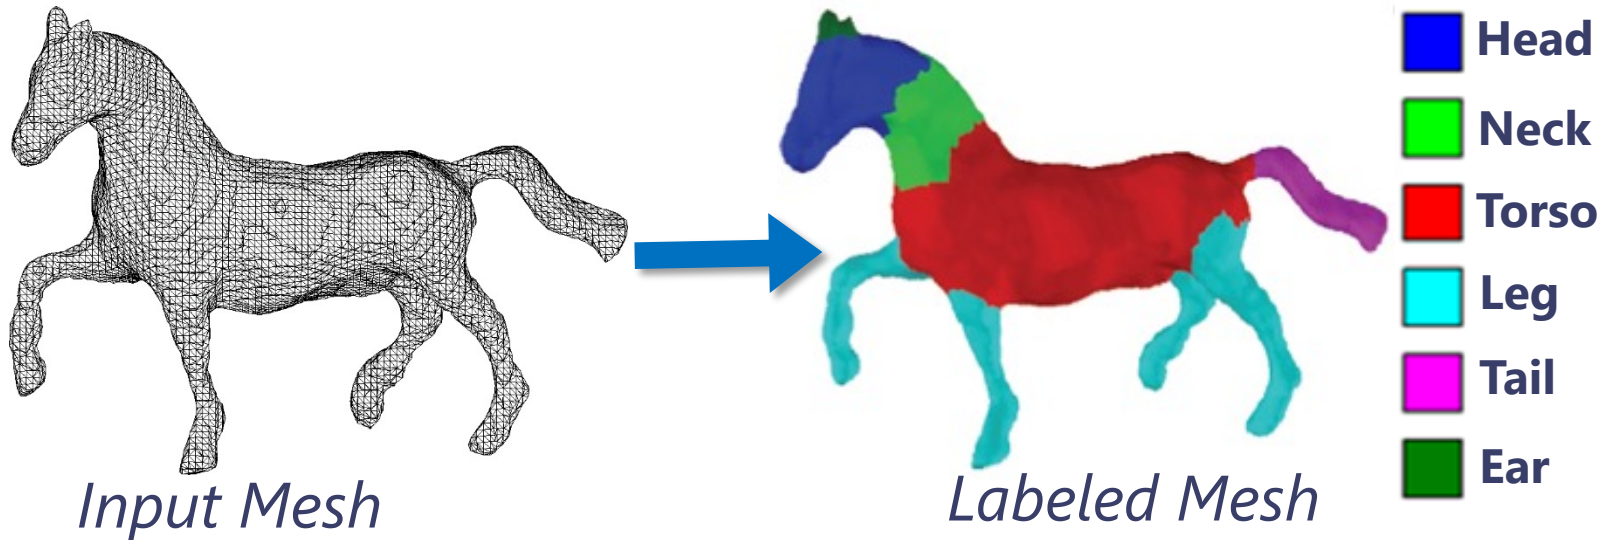 Head
Neck
Torso
Leg
Tail
Ear
Input Mesh
Labeled Mesh